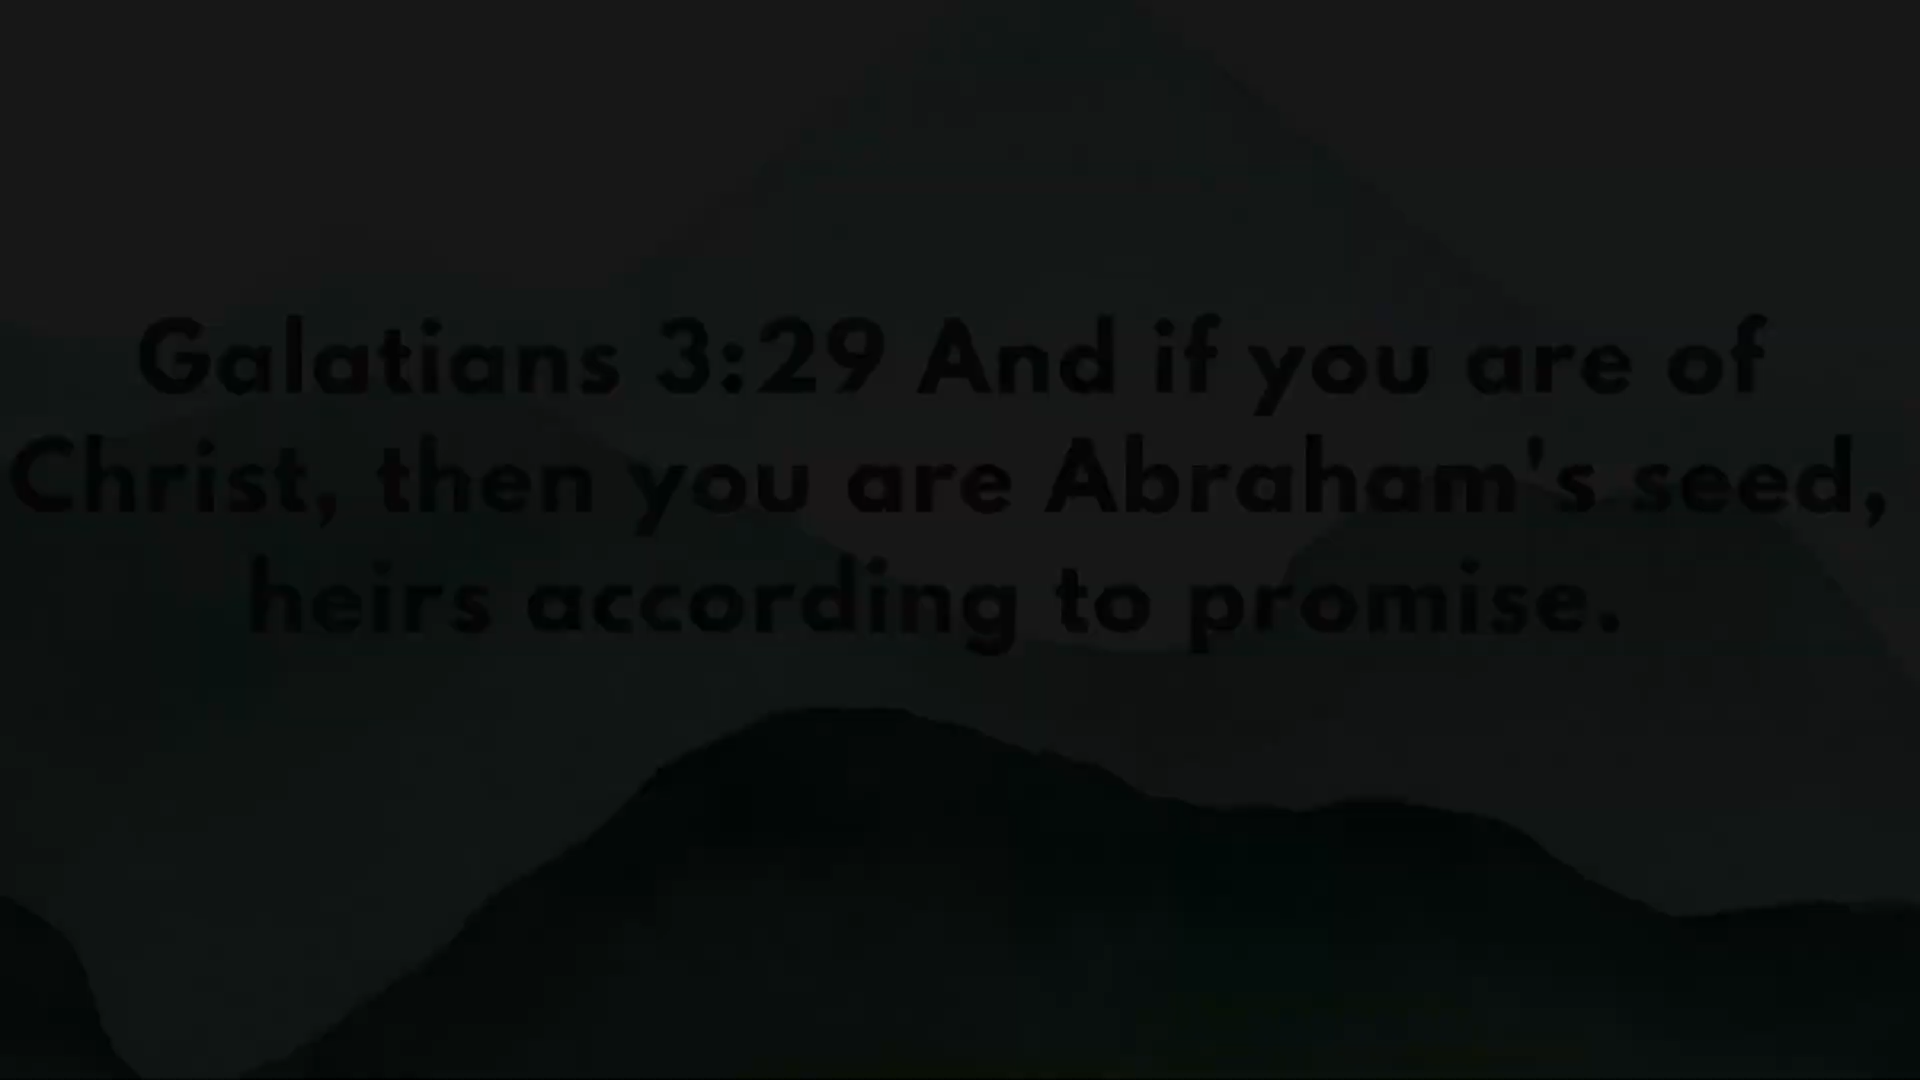 Galatians 3:29 And if you are of
Christ, then you are Abraham's seed,
heirs according to promise.